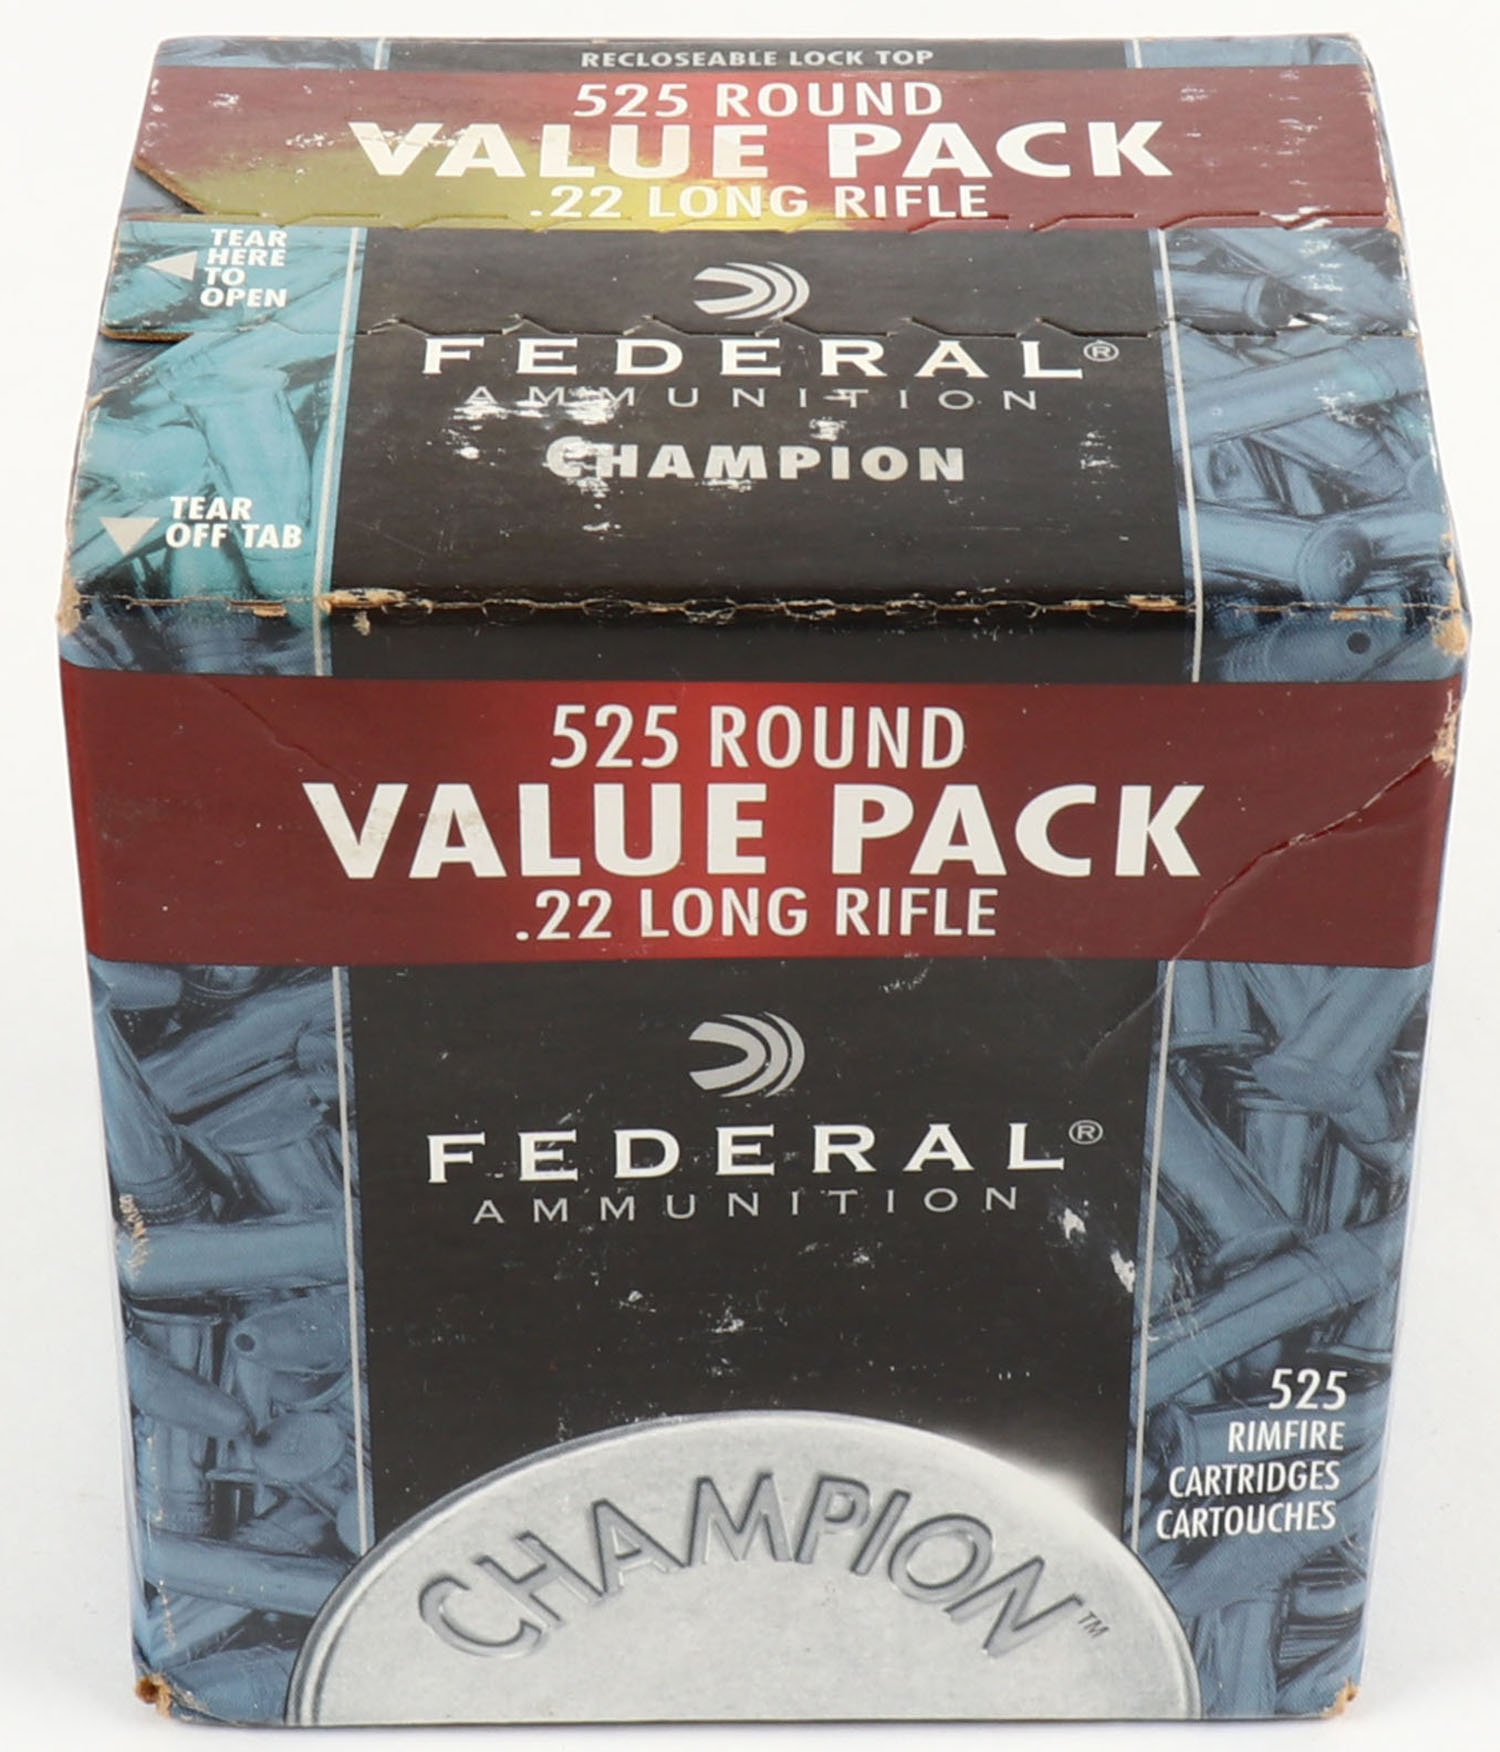 RECLOSEABLE LOCK TOP
525 ROUND
VALUE PACK
.22 LONG RIFLE
TEAR
HERE
TO
OPEN
FEDERAL®
AMMUNITION
CHAMPION
TEAR
OFF TAB
525 ROUND
VALUE PACK
.22 LONG RIFLE
FEDERAL®
AMMUNITION
525
RIMFIRE
CARTRIDGES
CARTOUCHES
CHAMPION™